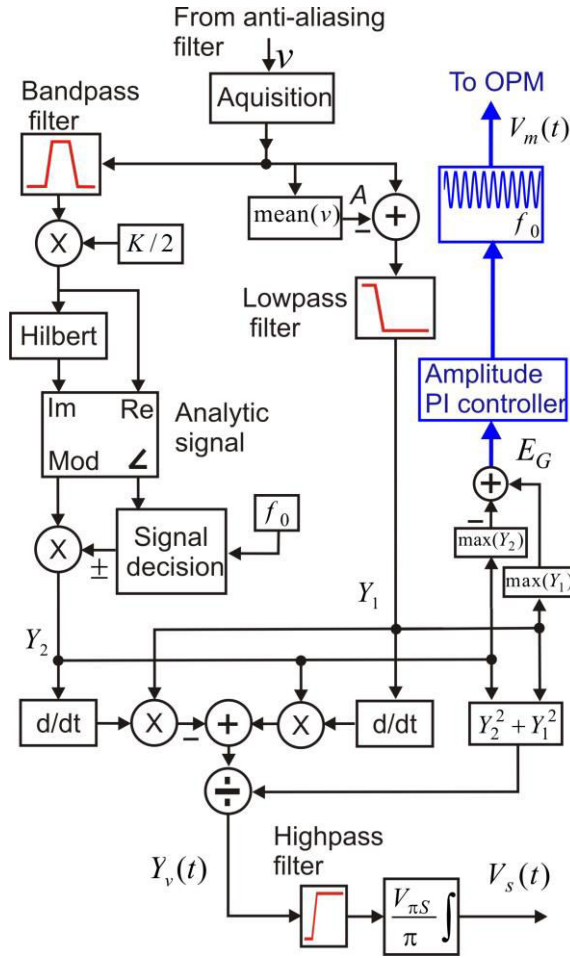 From anti-aliasing
filter
v
Aquisition
Bandpass
filter
To OPM
V_m(t)
f_0
mean(v)
A
−
+
X
K/2
Lowpass
filter
Hilbert
Im Re
Mod ∠
Analytic
signal
Amplitude
PI controller
E_G
+
−
max(Y_2)
max(Y_1)
f_0
X
±
Signal
decision
Y_1
Y_2
d/dt
X
−
+
X
d/dt
Y_2^2 + Y_1^2
÷
Y_v(t)
Highpass
filter
V_{πS}/π ∫
V_s(t)